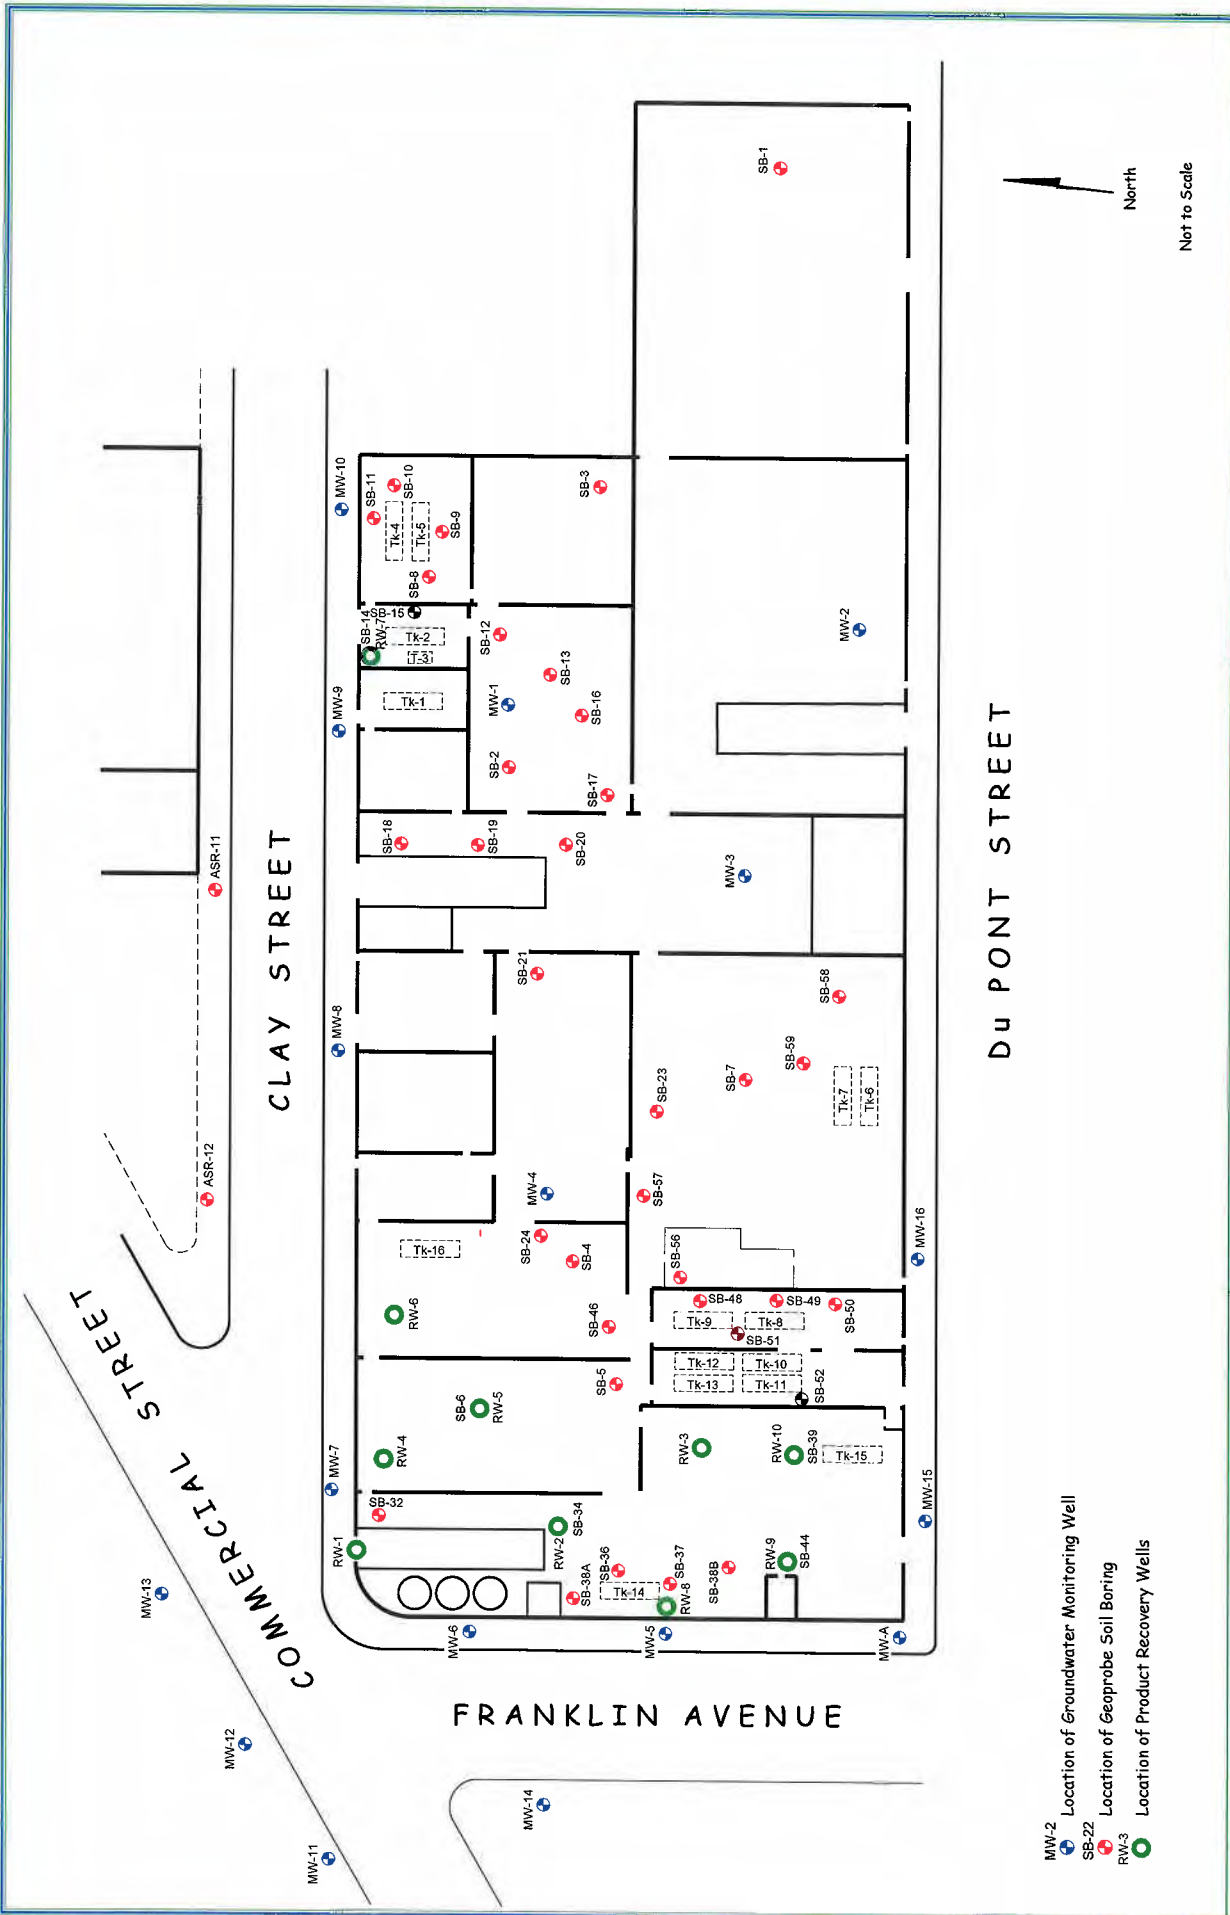 COMMERCIAL STREET
CLAY STREET
FRANKLIN AVENUE
Du PONT STREET
North
Not to Scale
MW-11
MW-12
MW-13
MW-14
ASR-12
ASR-11
MW-7
MW-8
MW-9
MW-10
RW-1
SB-32
RW-4
SB-6
RW-5
RW-6
Tk-16
SB-24
SB-4
MW-4
SB-46
SB-5
SB-21
SB-18
SB-19
SB-20
SB-2
MW-1
SB-12
SB-13
SB-16
SB-17
Tk-1
SB-14
RW-7
SB-15
Tk-2
T-3
SB-11
SB-10
Tk-4
Tk-5
SB-8
SB-9
SB-3
SB-1
MW-2
MW-3
MW-6
MW-5
MW-A
RW-2
SB-34
SB-38A
SB-36
Tk-14
SB-37
RW-8
SB-38B
RW-9
SB-44
RW-3
RW-10
SB-39
Tk-15
MW-15
Tk-12
Tk-13
Tk-10
Tk-11
SB-52
Tk-9
Tk-8
SB-48
SB-49
SB-50
SB-51
SB-56
SB-57
SB-23
SB-7
SB-59
SB-58
Tk-7
Tk-6
MW-16
MW-2
Location of Groundwater Monitoring Well
SB-22
Location of Geoprobe Soil Boring
RW-3
Location of Product Recovery Wells